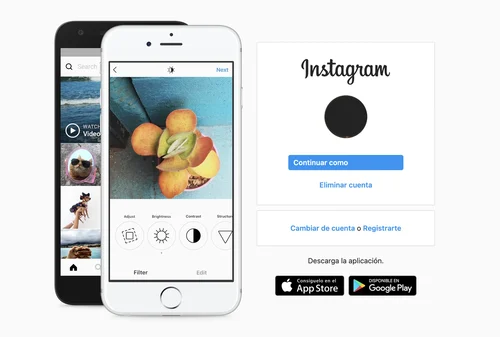 Search
WATCH
Video
Next
Adjust
Brightness
Contrast
Structure
Filter
Edit
Instagram
Continuar como
Eliminar cuenta
Cambiar de cuenta o Registrarte
Descarga la aplicación.
Consíguelo en el
App Store
DISPONIBLE EN
Google Play